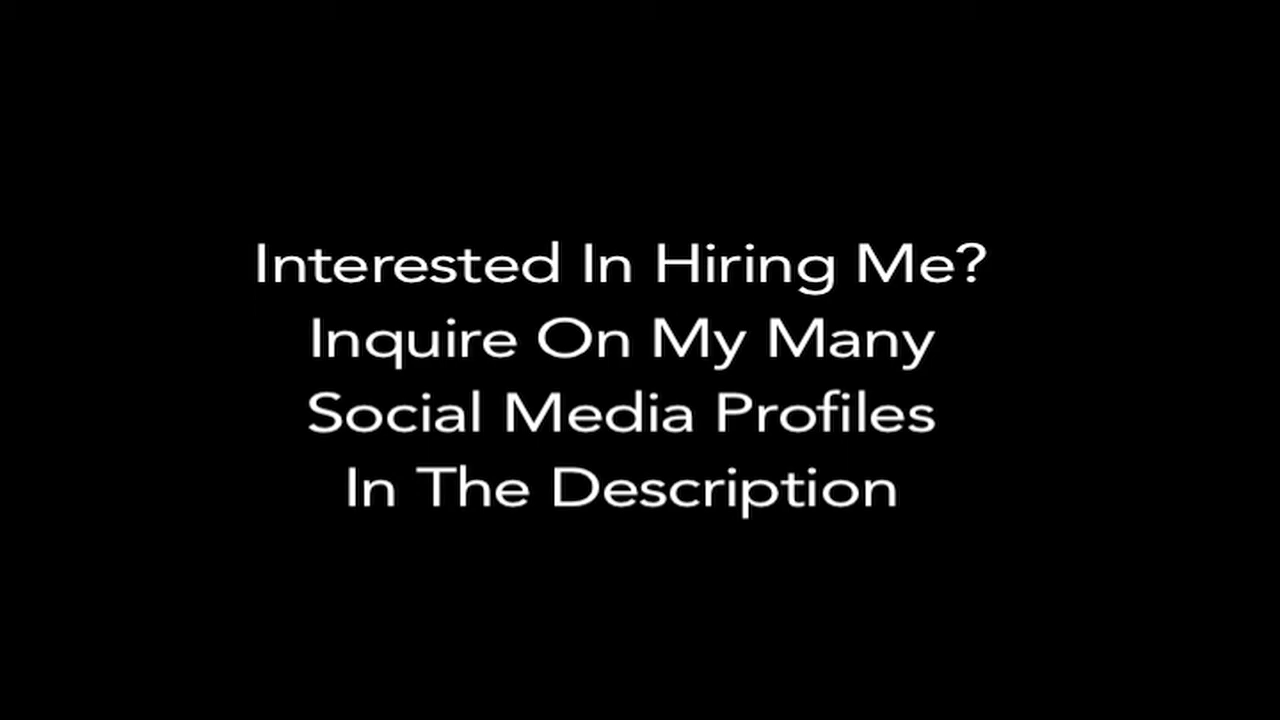 Interested In Hiring Me?
Inquire On My Many
Social Media Profiles
In The Description